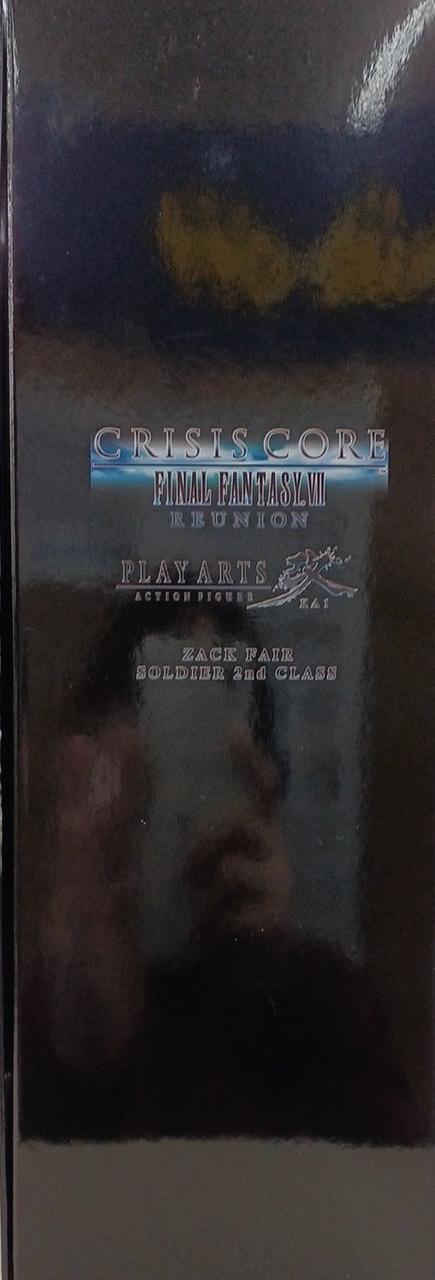 CRISIS CORE
FINAL FANTASY VII
REUNION
PLAY ARTS
ACTION FIGURE
KAI
ZACK FAIR
SOLDIER 2nd CLASS